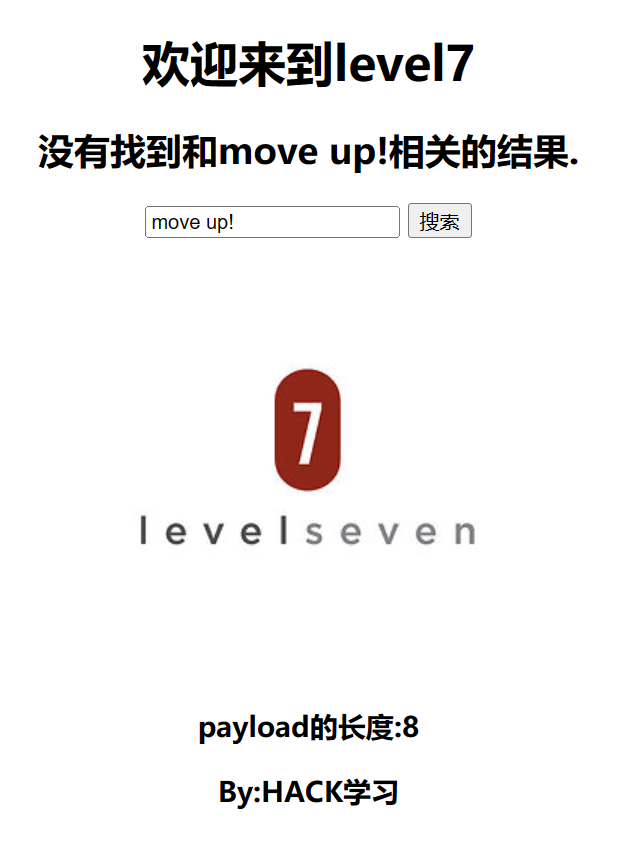 欢迎来到level7
没有找到和move up!相关的结果.
move up! 搜索
7
levelseven
payload的长度:8
By:HACK学习